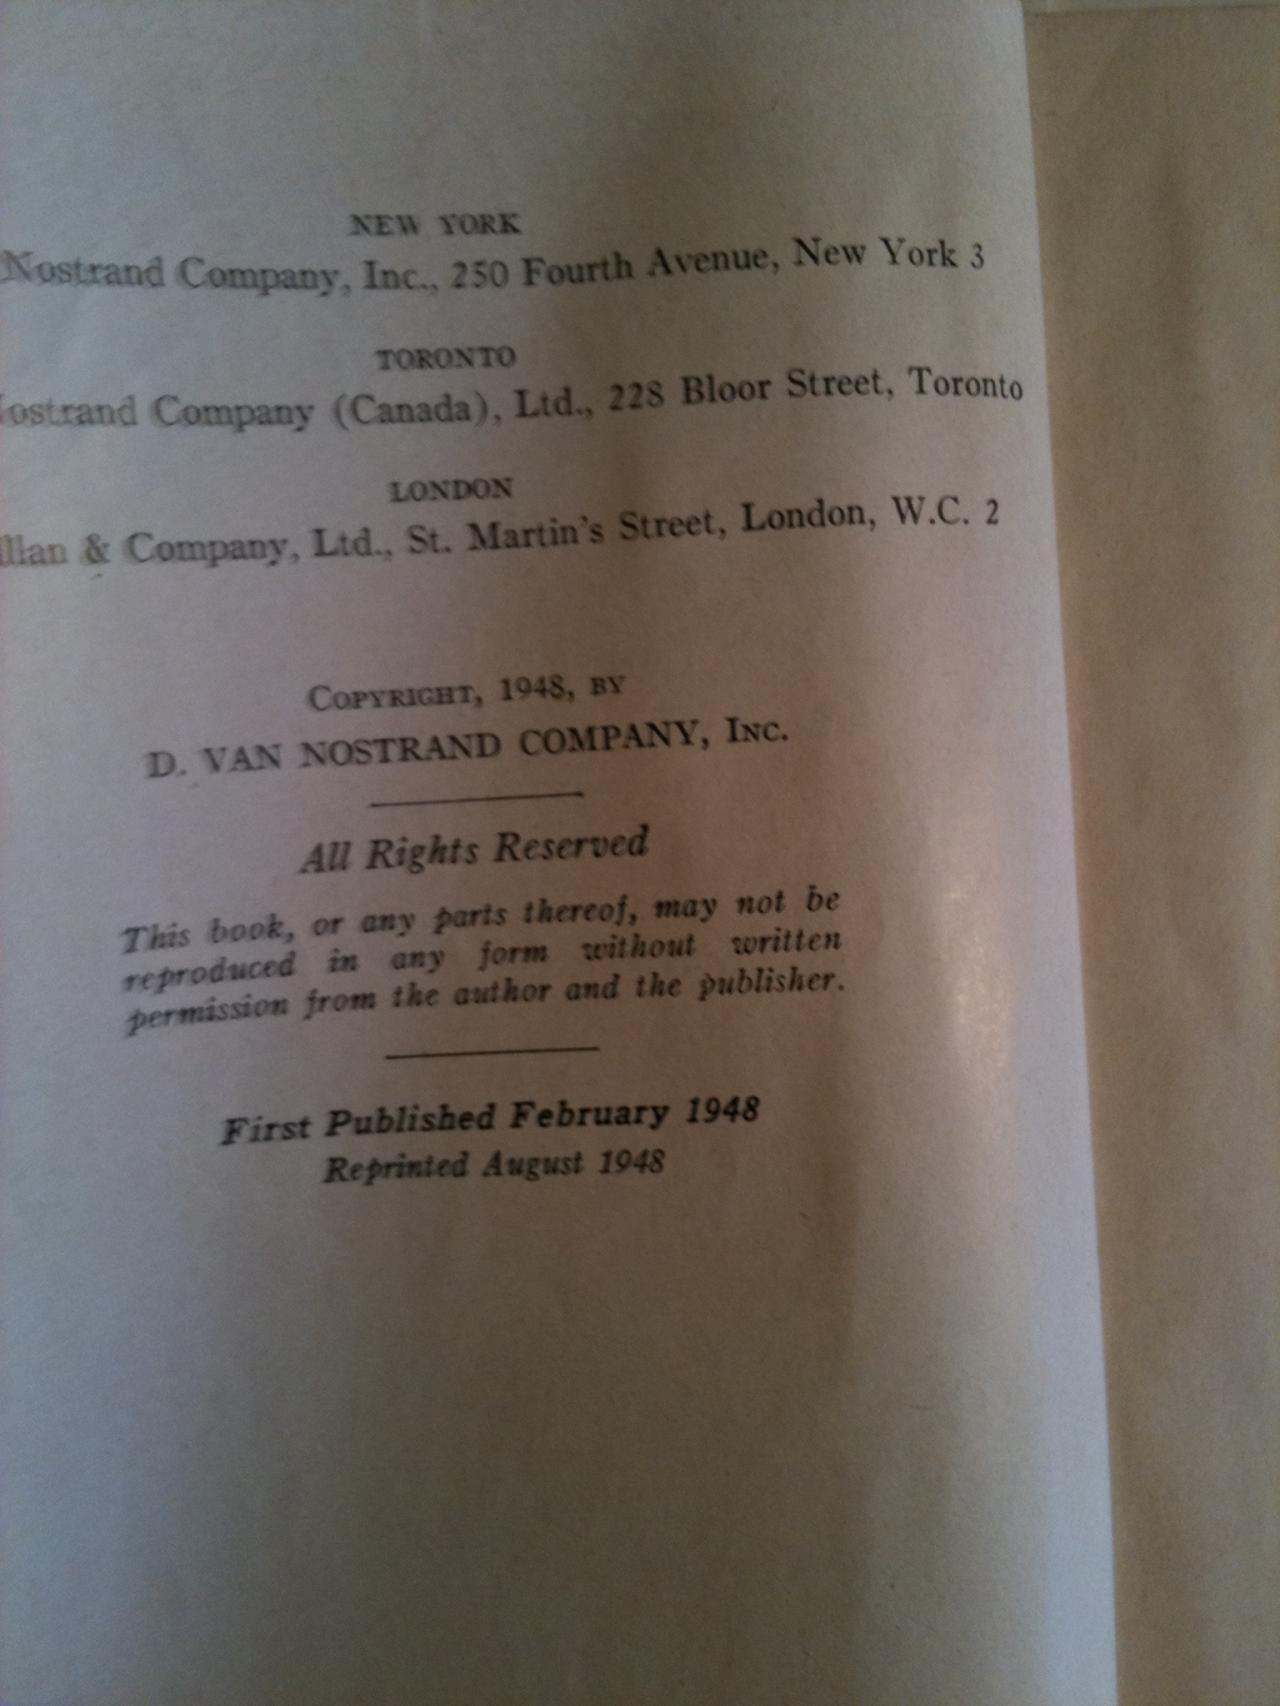 NEW YORK
Nostrand Company, Inc., 250 Fourth Avenue, New York 3
TORONTO
ostrand Company (Canada), Ltd., 228 Bloor Street, Toronto
LONDON
llan & Company, Ltd., St. Martin's Street, London, W.C. 2
COPYRIGHT, 1948, BY
D. VAN NOSTRAND COMPANY, INC.
All Rights Reserved
This book, or any parts thereof, may not be
reproduced in any form without written
permission from the author and the publisher.
First Published February 1948
Reprinted August 1948